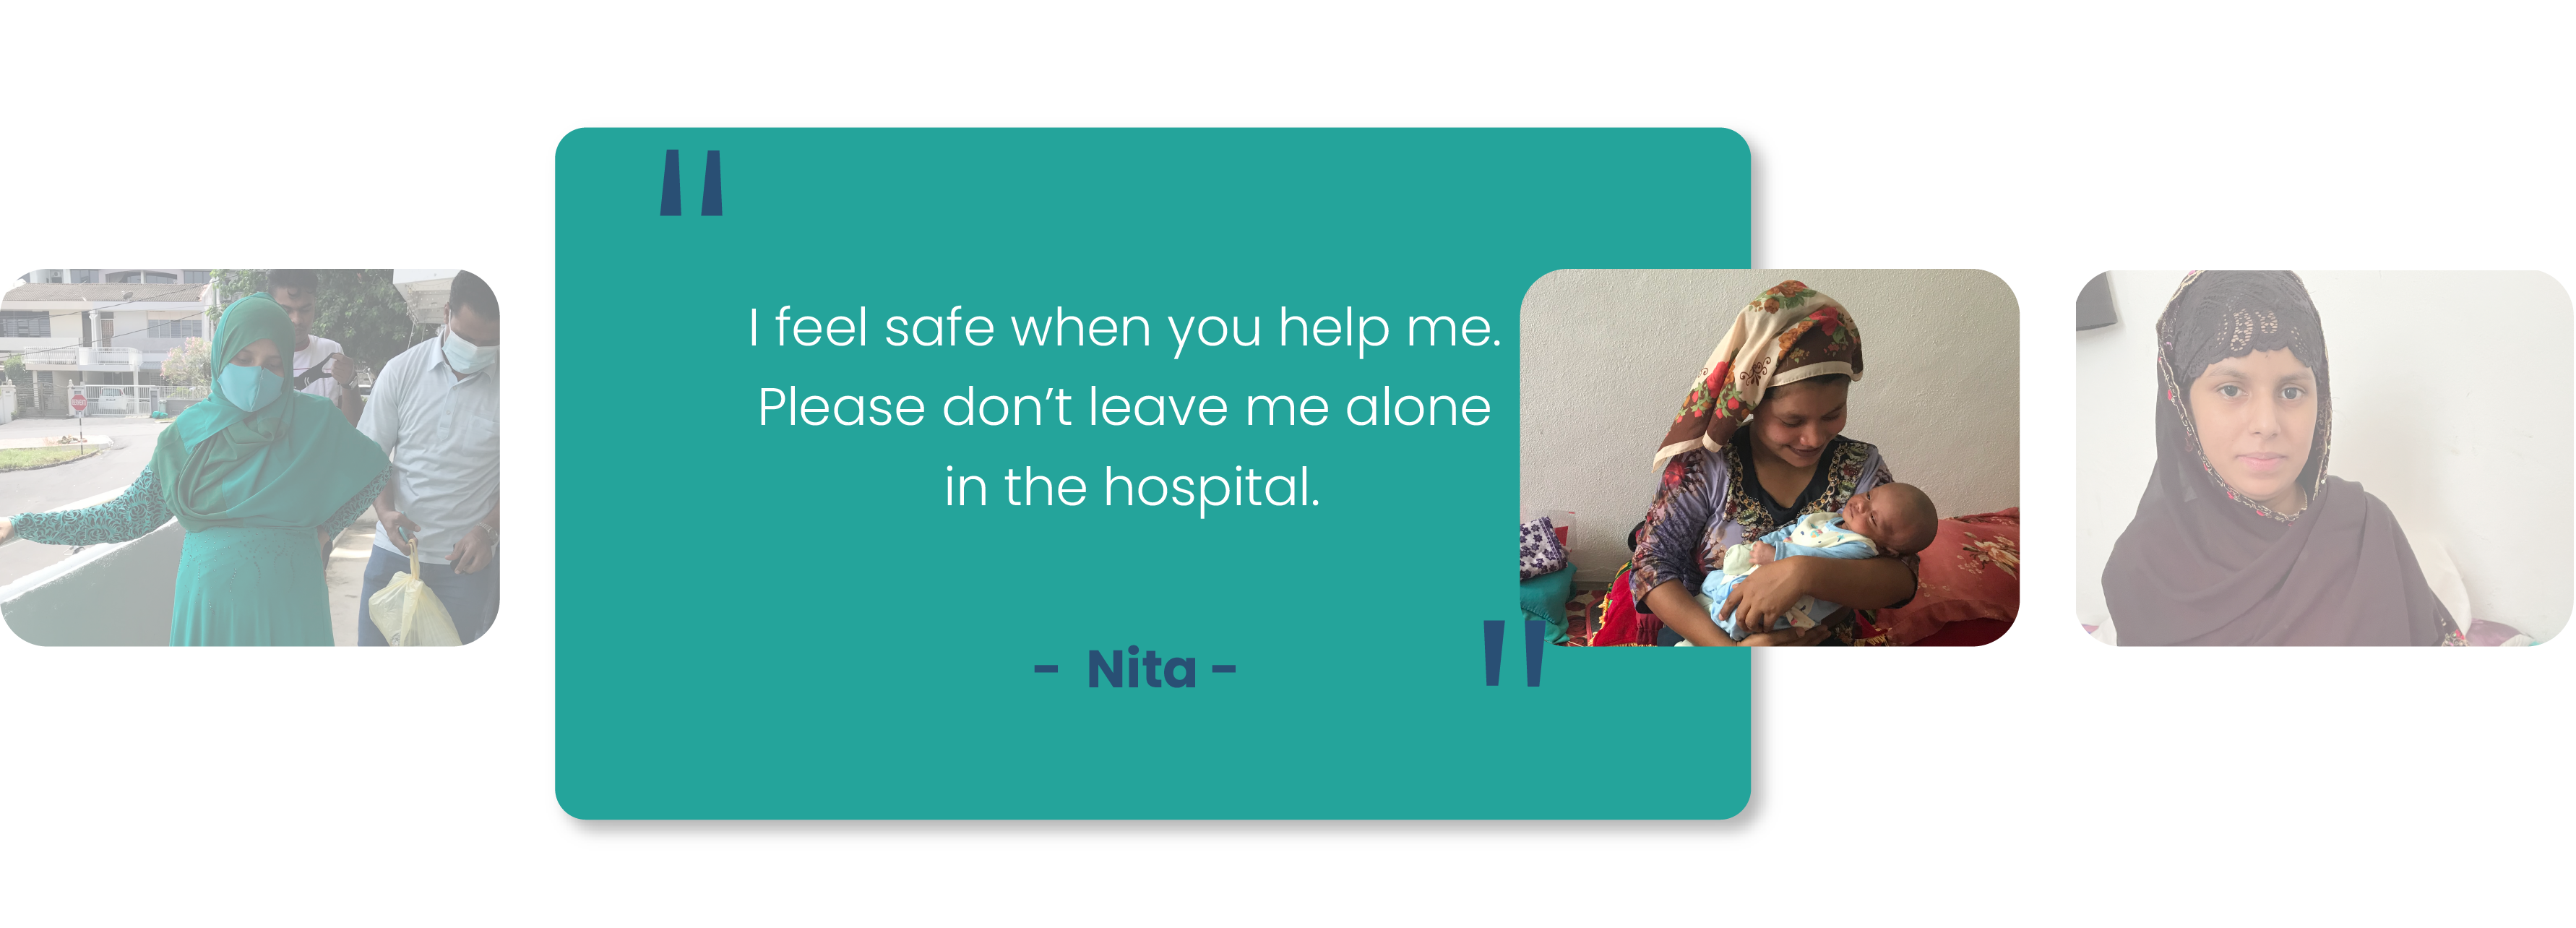 "
I feel safe when you help me.
Please don’t leave me alone
in the hospital.
- Nita -
"